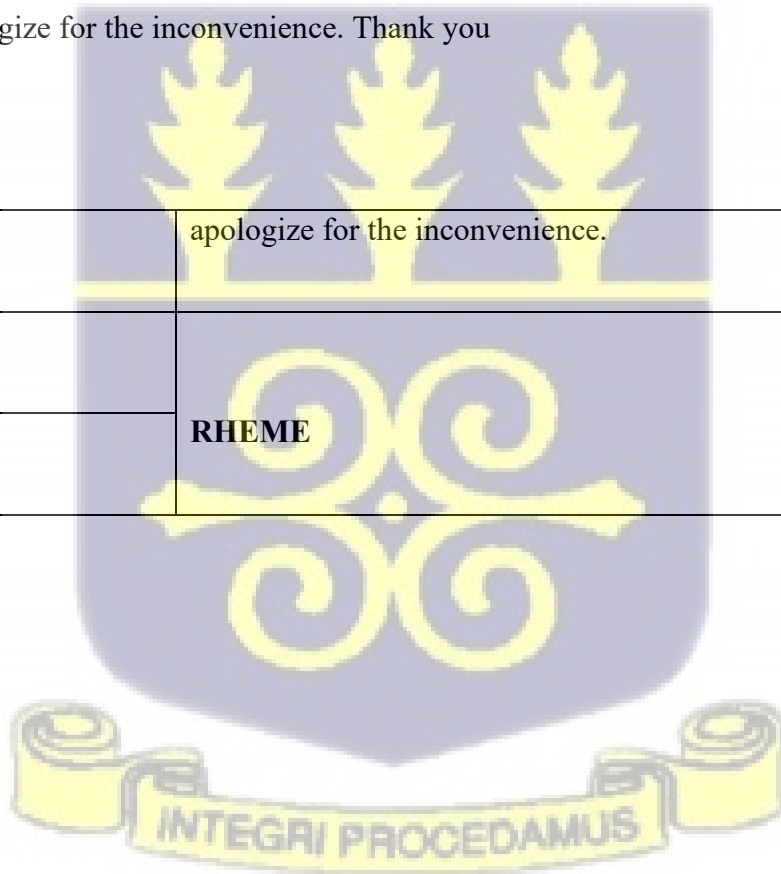 gize for the inconvenience. Thank you
apologize for the inconvenience.
RHEME
INTEGRI PROCEDAMUS